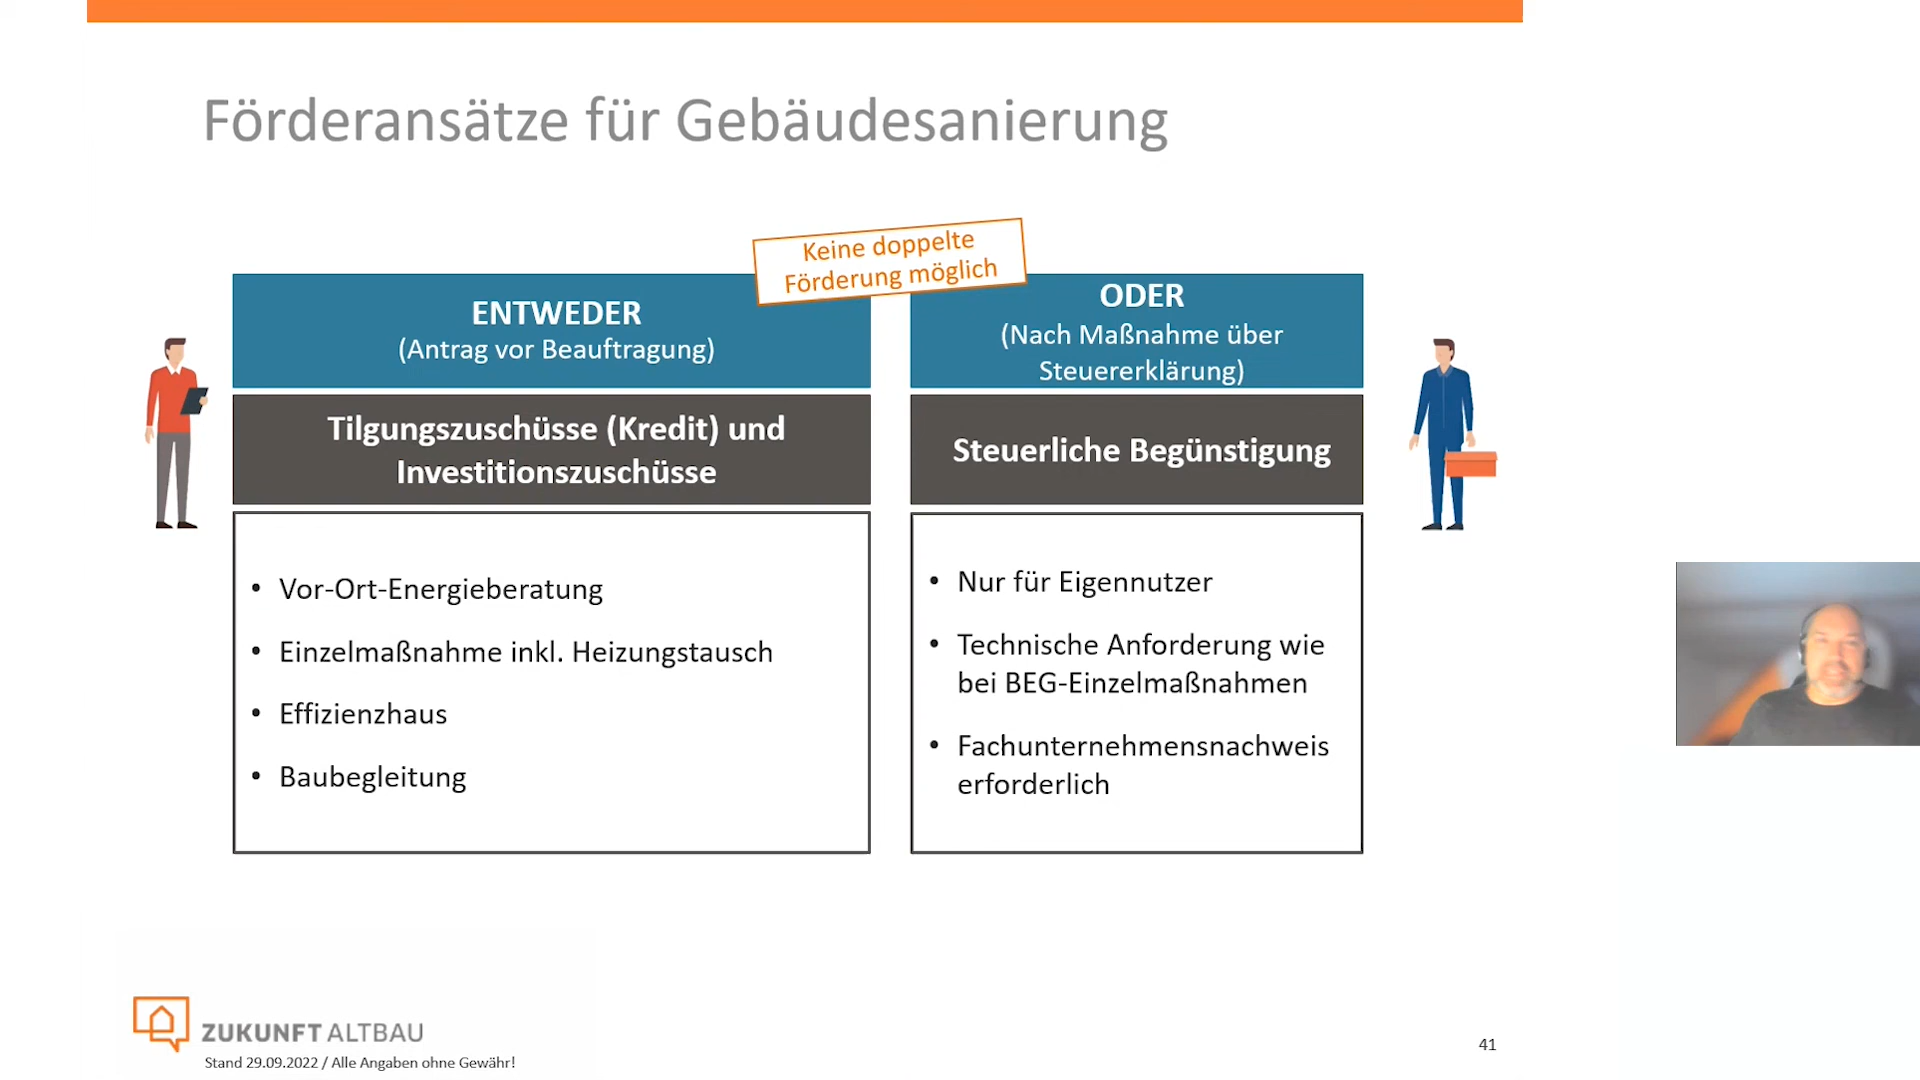 Förderansätze für Gebäudesanierung
Keine doppelte
Förderung möglich
ENTWEDER
(Antrag vor Beauftragung)
Tilgungszuschüsse (Kredit) und
Investitionszuschüsse
• Vor-Ort-Energieberatung
• Einzelmaßnahme inkl. Heizungstausch
• Effizienzhaus
• Baubegleitung
ODER
(Nach Maßnahme über
Steuererklärung)
Steuerliche Begünstigung
• Nur für Eigennutzer
• Technische Anforderung wie
bei BEG-Einzelmaßnahmen
• Fachunternehmensnachweis
erforderlich
ZUKUNFT ALTBAU
Stand 29.09.2022 / Alle Angaben ohne Gewähr!
41